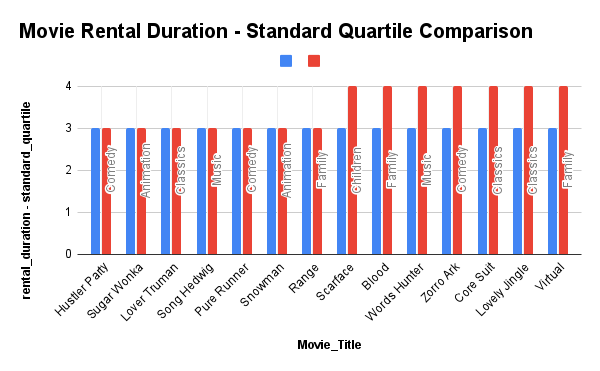 Movie Rental Duration - Standard Quartile Comparison
rental_duration - standard_quartile
4
3
2
1
0
Comedy
Animation
Classics
Music
Comedy
Animation
Family
Children
Family
Music
Comedy
Classics
Classics
Family
Hustler Party
Sugar Wonka
Lover Truman
Song Hedwig
Pure Runner
Snowman
Range
Scarface
Blood
Words Hunter
Zorro Ark
Core Suit
Lovely Jingle
Virtual
Movie_Title